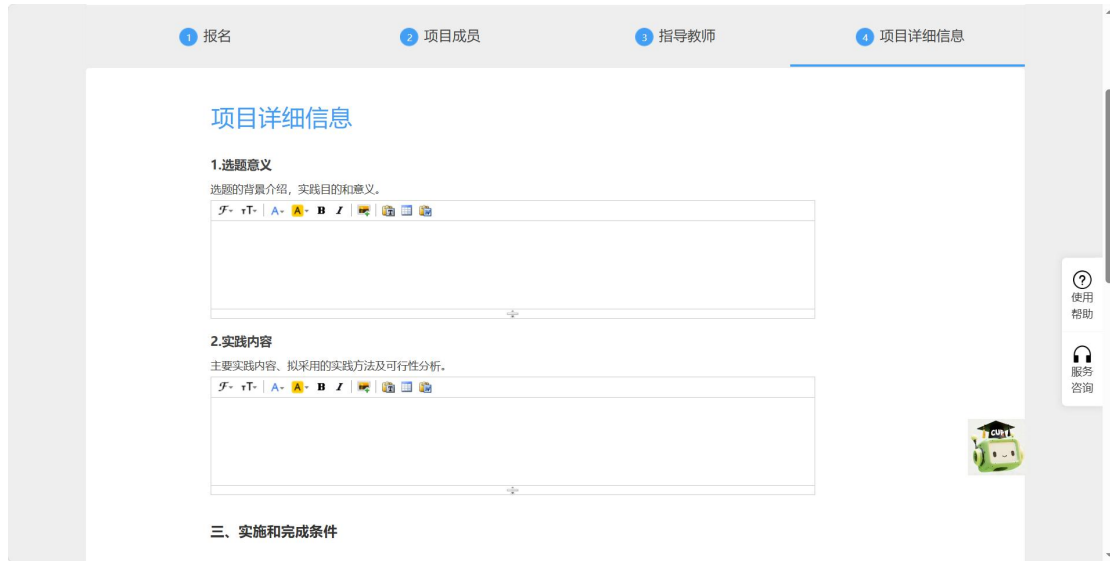 1 报名
2 项目成员
3 指导教师
4 项目详细信息
项目详细信息
1.选题意义
选题的背景介绍，实践目的和意义。
F TT A A B I
2.实践内容
主要实践内容、拟采用的实践方法及可行性分析。
F TT A A B I
使用
帮助
服务
咨询
三、实施和完成条件